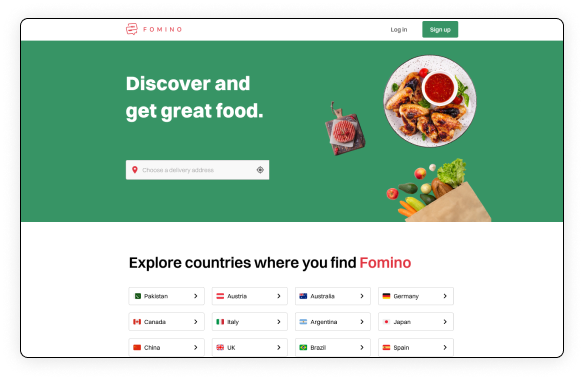 FOMINO
Log in
Sign up
Discover and
get great food.
Choose a delivery address
Explore countries where you find Fomino
Pakistan
Austria
Australia
Germany
Canada
Italy
Argentina
Japan
China
UK
Brazil
Spain